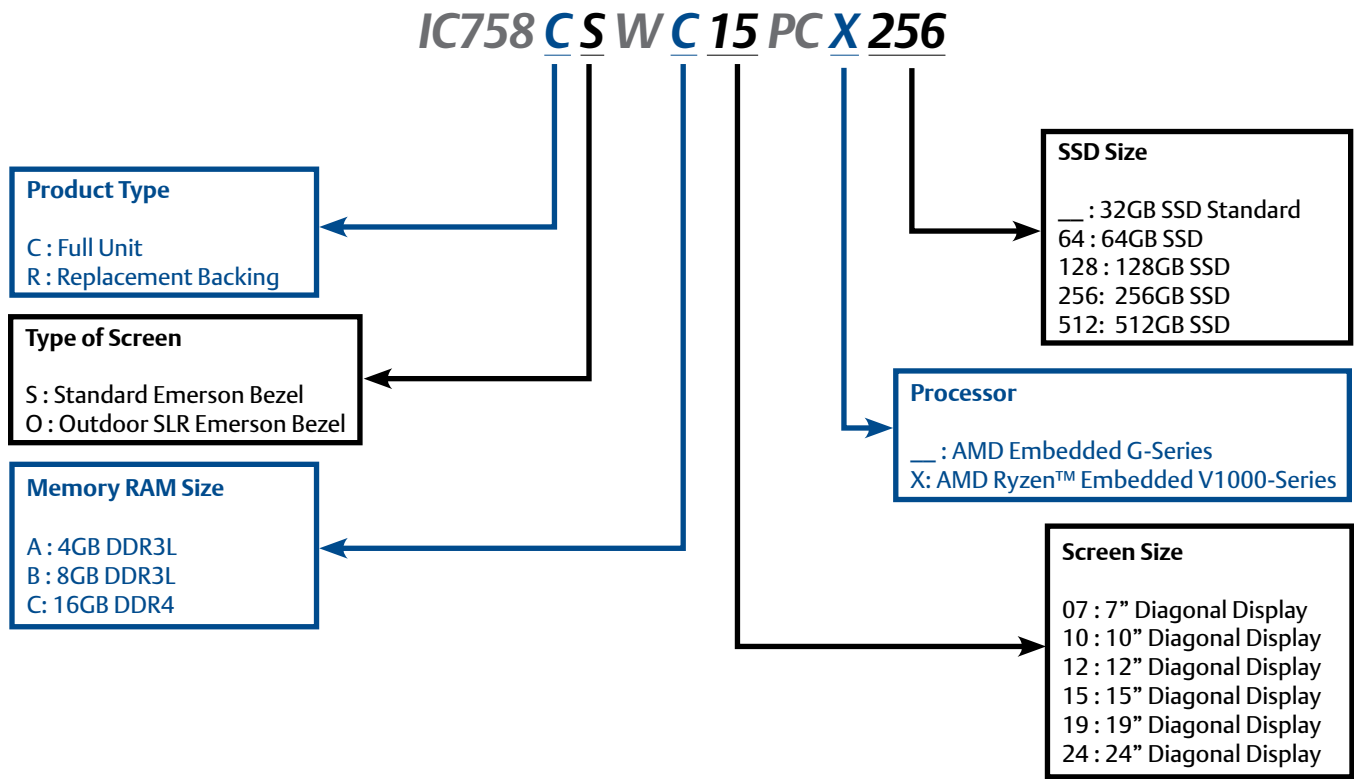 IC758 C S W C 15 PC X 256
Product Type
C : Full Unit
R : Replacement Backing
Type of Screen
S : Standard Emerson Bezel
O : Outdoor SLR Emerson Bezel
Memory RAM Size
A : 4GB DDR3L
B : 8GB DDR3L
C: 16GB DDR4
SSD Size
__ : 32GB SSD Standard
64 : 64GB SSD
128 : 128GB SSD
256: 256GB SSD
512: 512GB SSD
Processor
__ : AMD Embedded G-Series
X: AMD Ryzen™ Embedded V1000-Series
Screen Size
07 : 7” Diagonal Display
10 : 10” Diagonal Display
12 : 12” Diagonal Display
15 : 15” Diagonal Display
19 : 19” Diagonal Display
24 : 24” Diagonal Display